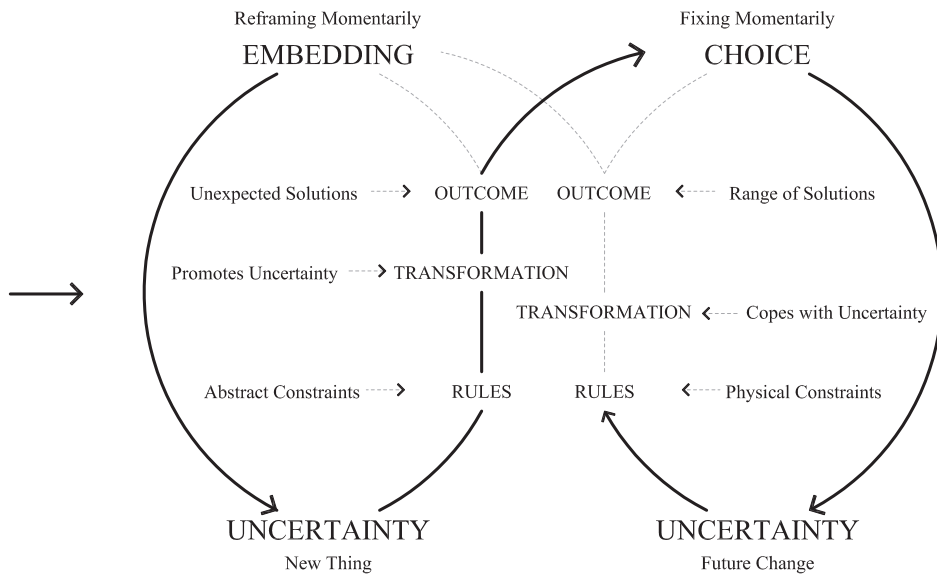 Reframing Momentarily
EMBEDDING
Fixing Momentarily
CHOICE
Unexpected Solutions
OUTCOME
OUTCOME
Range of Solutions
Promotes Uncertainty
TRANSFORMATION
TRANSFORMATION
Copes with Uncertainty
Abstract Constraints
RULES
RULES
Physical Constraints
UNCERTAINTY
New Thing
UNCERTAINTY
Future Change